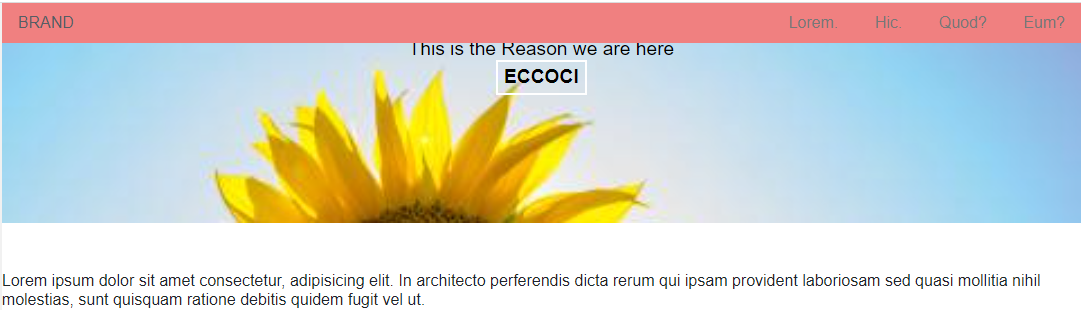 BRAND Lorem. Hic. Quod? Eum?
This is the Reason we are here
ECCOCI
Lorem ipsum dolor sit amet consectetur, adipisicing elit. In architecto perferendis dicta rerum qui ipsam provident laboriosam sed quasi mollitia nihil
molestias, sunt quisquam ratione debitis quidem fugit vel ut.